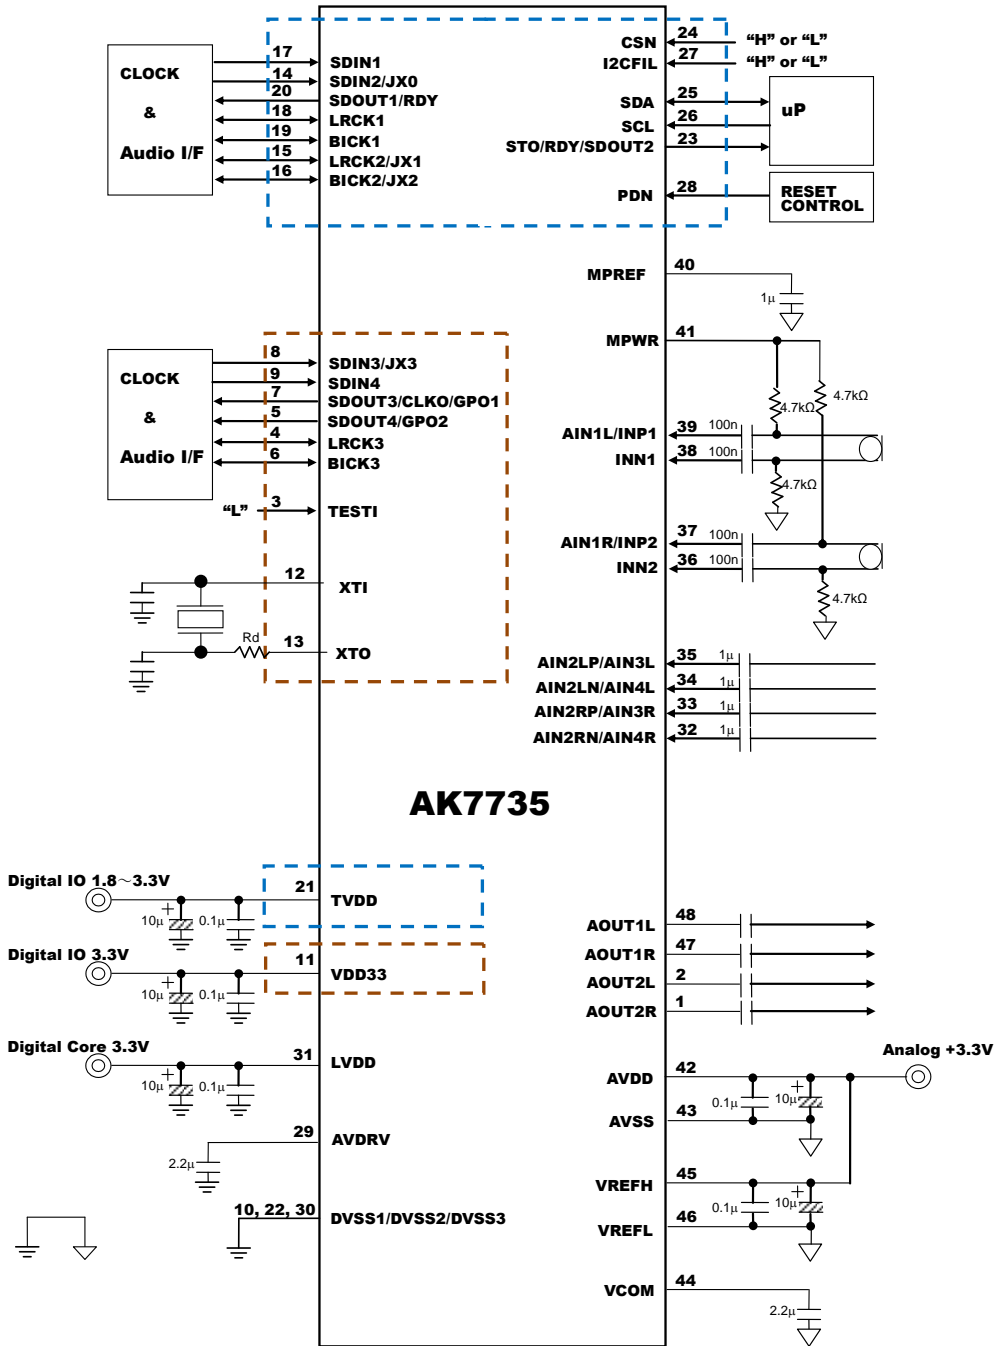 CLOCK
&
Audio I/F
17 SDIN1
14 SDIN2/JX0
20 SDOUT1/RDY
18 LRCK1
19 BICK1
15 LRCK2/JX1
16 BICK2/JX2
CSN 24 “H” or “L”
I2CFIL 27 “H” or “L”
SDA 25
SCL 26
STO/RDY/SDOUT2 23
uP
PDN 28
RESET
CONTROL
MPREF 40
1μ
MPWR 41
4.7kΩ
4.7kΩ
CLOCK
&
Audio I/F
8 SDIN3/JX3
9 SDIN4
7 SDOUT3/CLKO/GPO1
5 SDOUT4/GPO2
4 LRCK3
6 BICK3
“L” 3 TESTI
12 XTI
Rd 13 XTO
AIN1L/INP1 39 100n
INN1 38 100n
4.7kΩ
AIN1R/INP2 37 100n
INN2 36 100n
4.7kΩ
AIN2LP/AIN3L 35 1μ
AIN2LN/AIN4L 34 1μ
AIN2RP/AIN3R 33 1μ
AIN2RN/AIN4R 32 1μ
AK7735
Digital IO 1.8～3.3V
21 TVDD
+
10μ 0.1μ
Digital IO 3.3V
11 VDD33
+
10μ 0.1μ
Digital Core 3.3V
31 LVDD
+
10μ 0.1μ
29 AVDRV
2.2μ
10, 22, 30 DVSS1/DVSS2/DVSS3
AOUT1L 48
AOUT1R 47
AOUT2L 2
AOUT2R 1
Analog +3.3V
AVDD 42
+
0.1μ 10μ
AVSS 43
VREFH 45
+
0.1μ 10μ
VREFL 46
VCOM 44
2.2μ